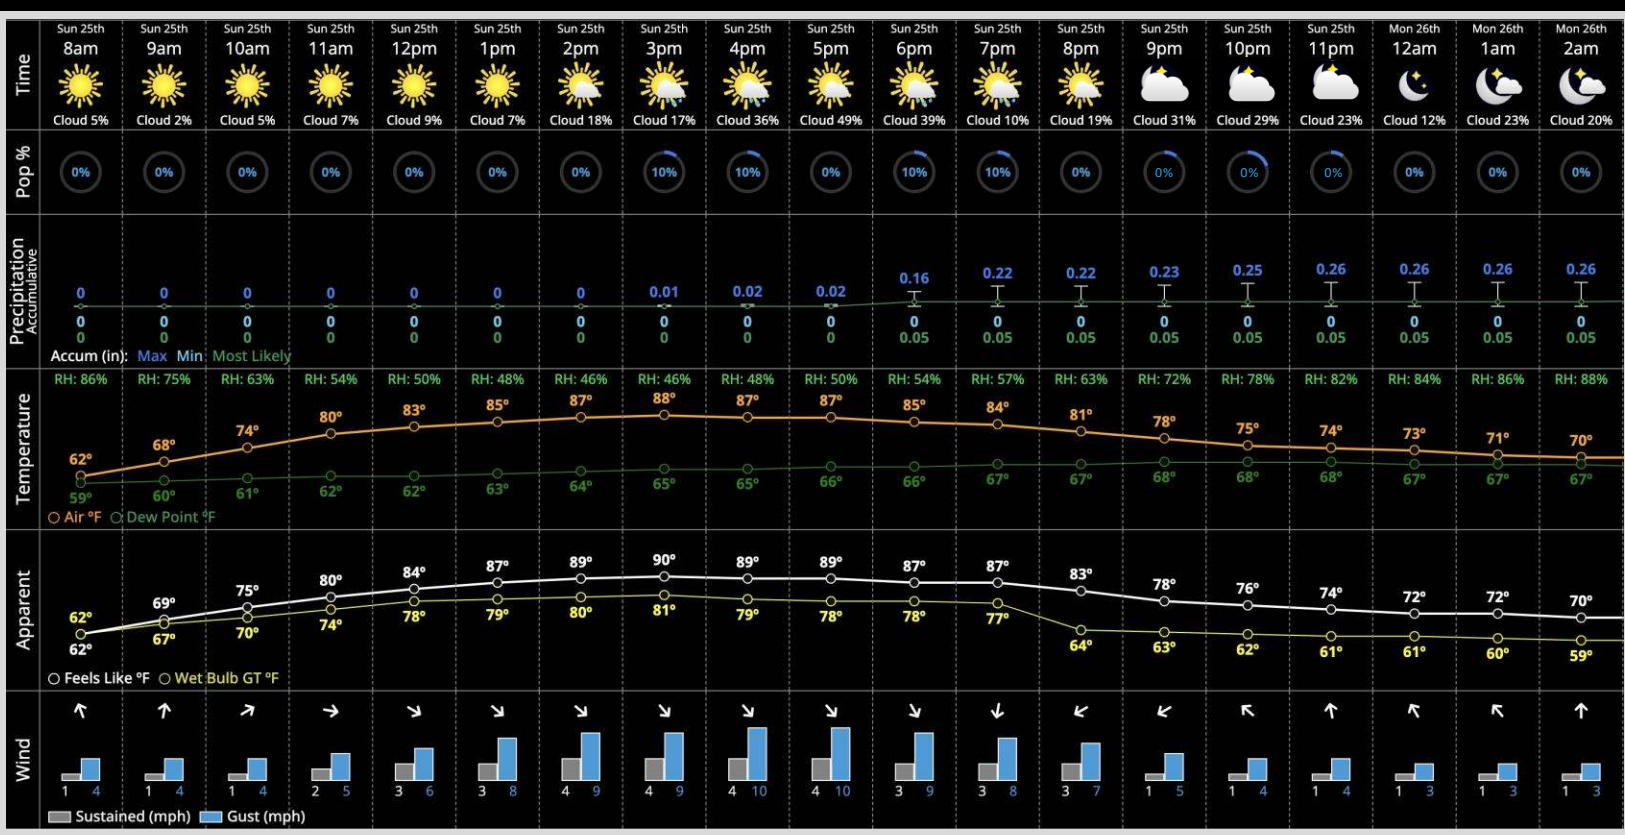 Sun 25th Sun 25th Sun 25th Sun 25th Sun 25th Sun 25th Sun 25th Sun 25th Sun 25th Sun 25th Sun 25th Sun 25th Sun 25th Sun 25th Sun 25th Sun 25th Mon 26th Mon 26th Mon 26th
Time 8am 9am 10am 11am 12pm 1pm 2pm 3pm 4pm 5pm 6pm 7pm 8pm 9pm 10pm 11pm 12am 1am 2am
Cloud 5% Cloud 2% Cloud 5% Cloud 7% Cloud 9% Cloud 7% Cloud 18% Cloud 17% Cloud 36% Cloud 49% Cloud 39% Cloud 10% Cloud 19% Cloud 31% Cloud 29% Cloud 23% Cloud 12% Cloud 23% Cloud 20%
Pop % 0% 0% 0% 0% 0% 0% 0% 10% 10% 0% 10% 10% 0% 0% 0% 0% 0% 0% 0%
Precipitation
Accumulative
0 0 0 0 0 0 0 0.01 0.02 0.02 0.16 0.22 0.22 0.23 0.25 0.26 0.26 0.26 0.26
0 0 0 0 0 0 0 0 0 0 0 0 0 0 0 0 0 0 0
0 0 0 0 0 0 0 0 0 0 0.05 0.05 0.05 0.05 0.05 0.05 0.05 0.05 0.05
Accum (in): Max Min Most Likely
Temperature
RH: 86% RH: 75% RH: 63% RH: 54% RH: 50% RH: 48% RH: 46% RH: 46% RH: 48% RH: 50% RH: 54% RH: 57% RH: 63% RH: 72% RH: 78% RH: 82% RH: 84% RH: 86% RH: 88%
62° 68° 74° 80° 83° 85° 87° 88° 87° 87° 85° 84° 81° 78° 75° 74° 73° 71° 70°
59° 60° 61° 62° 62° 63° 64° 65° 65° 66° 66° 67° 67° 68° 68° 68° 67° 67° 67°
Air °F Dew Point °F
Apparent
62° 69° 75° 80° 84° 87° 89° 90° 89° 89° 87° 87° 83° 78° 76° 74° 72° 72° 70°
62° 67° 70° 74° 78° 79° 80° 81° 79° 78° 78° 77° 64° 63° 62° 61° 61° 60° 59°
Feels Like °F Wet Bulb GT °F
Wind
1 4 1 4 1 4 2 5 3 6 3 8 4 9 4 9 4 10 4 10 3 9 3 8 3 7 1 5 1 4 1 4 1 3 1 3 1 3
Sustained (mph) Gust (mph)